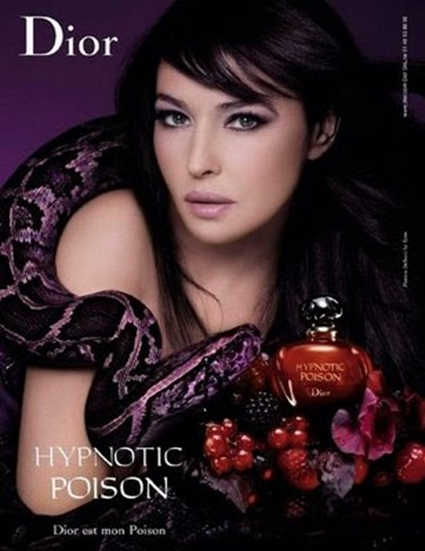 Dior
HYPNOTIC
POISON
Dior
HYPNOTIC
POISON
Dior est mon Poison